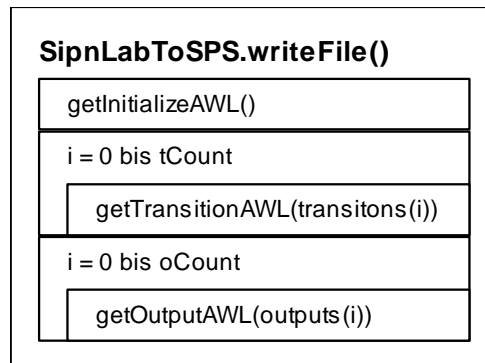 SipnLabToSPS.writeFile()
getInitializeAWL()
i = 0 bis tCount
getTransitionAWL(transitons(i))
i = 0 bis oCount
getOutputAWL(outputs(i))